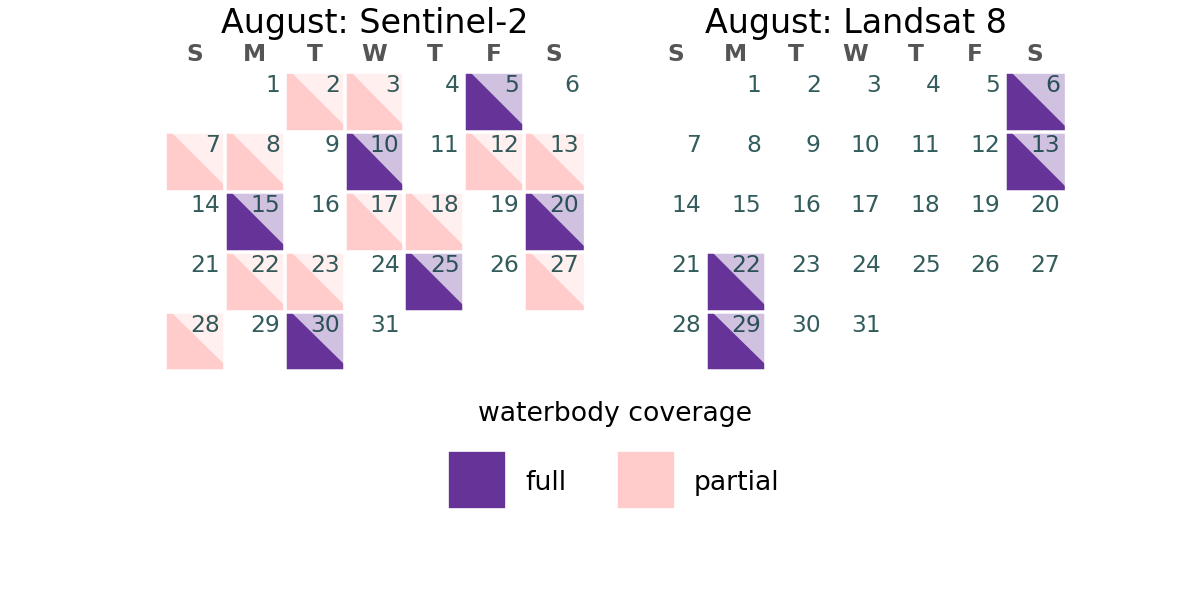 August: Sentinel-2
S M T W T F S
1 2 3 4 5 6
7 8 9 10 11 12 13
14 15 16 17 18 19 20
21 22 23 24 25 26 27
28 29 30 31
August: Landsat 8
S M T W T F S
1 2 3 4 5 6
7 8 9 10 11 12 13
14 15 16 17 18 19 20
21 22 23 24 25 26 27
28 29 30 31
waterbody coverage
full
partial